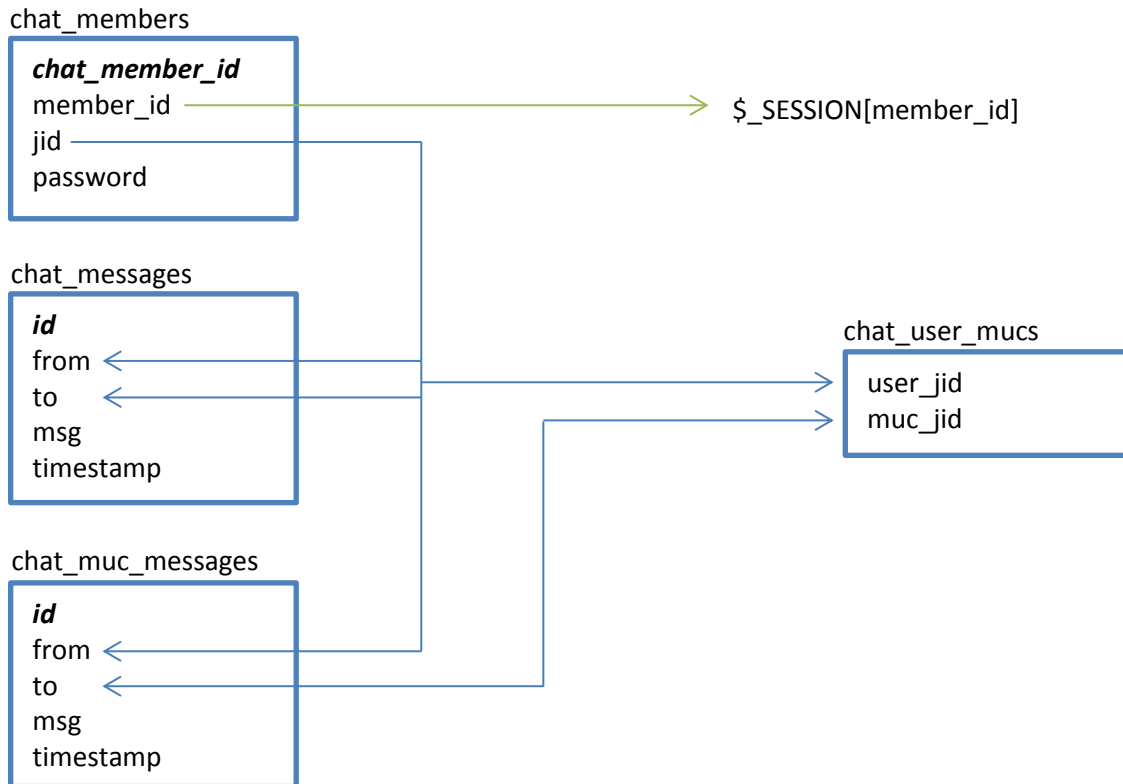 chat_members
chat_member_id
member_id
$_SESSION[member_id]
jid
password
chat_messages
id
from
to
msg
timestamp
chat_user_mucs
user_jid
muc_jid
chat_muc_messages
id
from
to
msg
timestamp